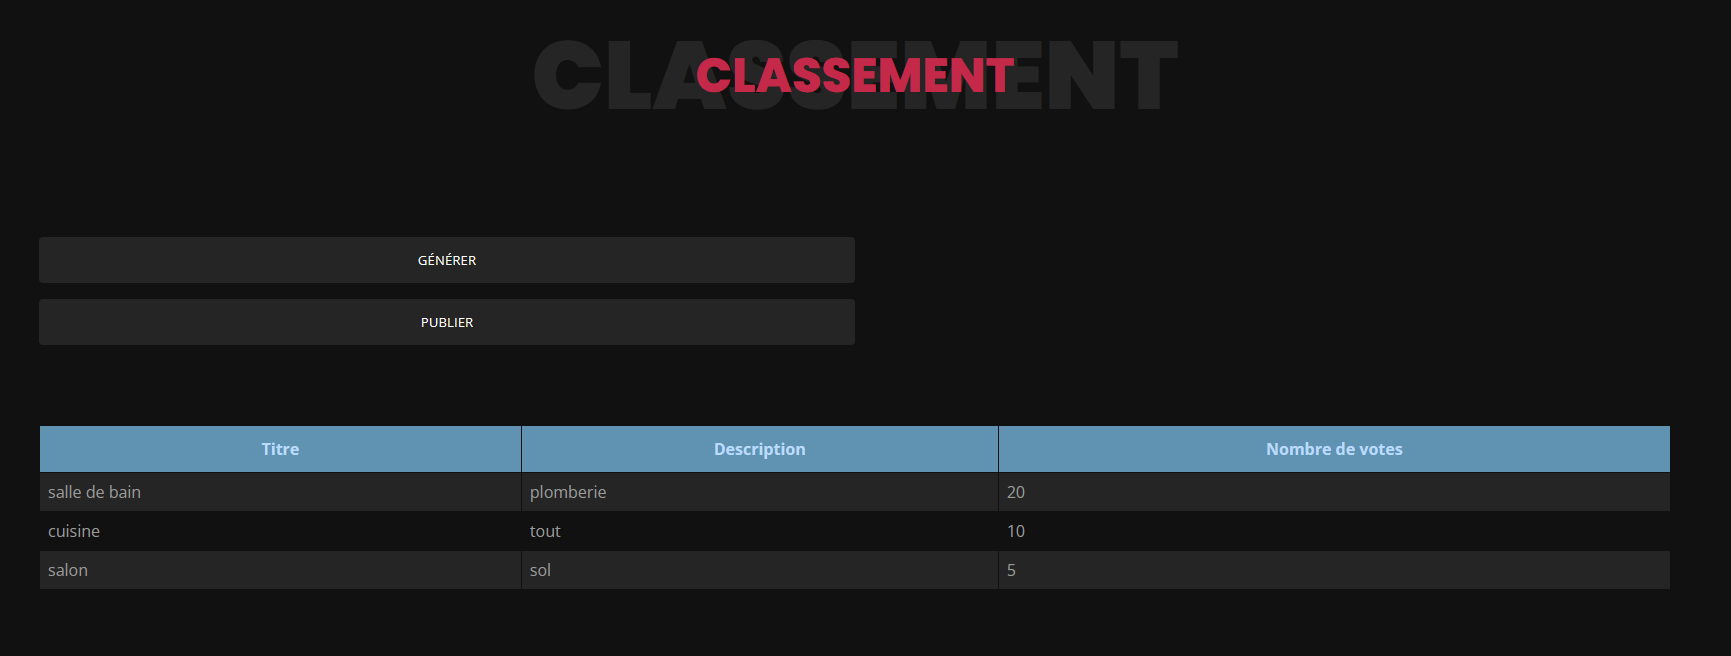 CLASSEMENT
CLASSEMENT
GÉNÉRER
PUBLIER
Titre Description Nombre de votes
salle de bain plomberie 20
cuisine tout 10
salon sol 5